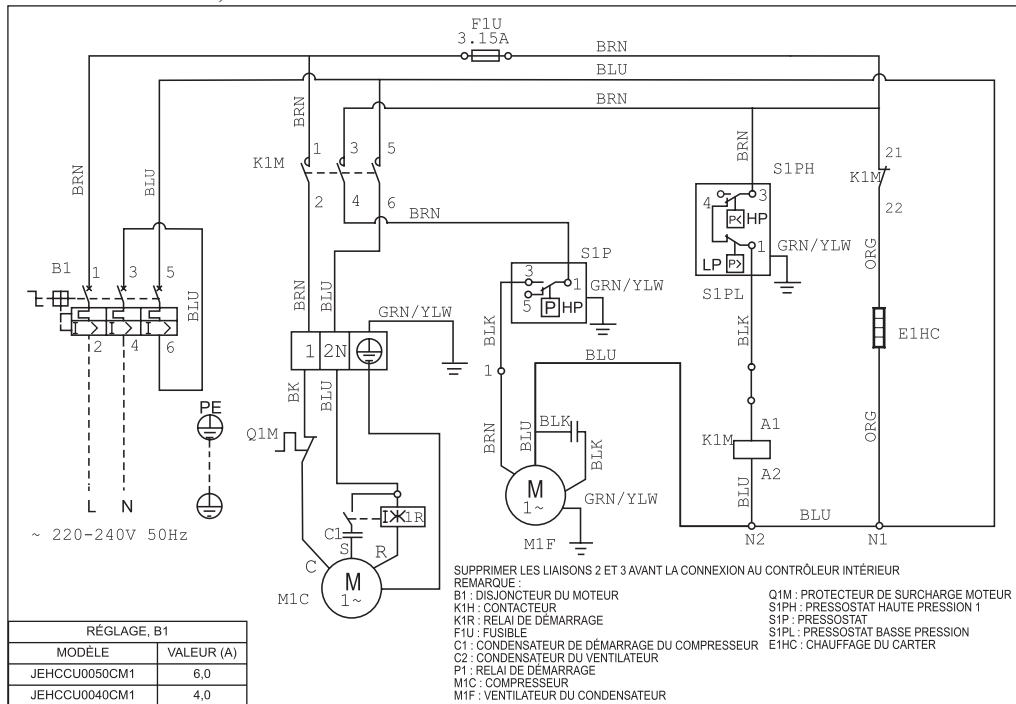 F1U
3.15A
BRN
BLU
BRN
BRN
BLU
BRN
BRN
1 3 5
K1M
2 4 6
BRN
S1PH
4 3
P< HP
LP P>
1
GRN/YLW
S1PL
21
K1M
22
ORG
B1
1 3 5
I> I> I>
2 4 6
BLU
S1P
3
1
5
P HP
GRN/YLW
BRN
BLU
GRN/YLW
1 2N
BLK
1
BLU
BLK
E1HC
BK
BLU
Q1M
PE
BRN
BLU
BLK
BLK
A1
K1M
A2
ORG
L N
~ 220-240V 50Hz
1R
C1
S
R
C
M
1~
M1C
M
1~
GRN/YLW
M1F
BLU
BLU
N2
N1
SUPPRIMER LES LIAISONS 2 ET 3 AVANT LA CONNEXION AU CONTRÔLEUR INTÉRIEUR
REMARQUE :
B1 : DISJONCTEUR DU MOTEUR
K1H : CONTACTEUR
K1R : RELAI DE DÉMARRAGE
F1U : FUSIBLE
C1 : CONDENSATEUR DE DÉMARRAGE DU COMPRESSEUR
C2 : CONDENSATEUR DU VENTILATEUR
P1 : RELAI DE DÉMARRAGE
M1C : COMPRESSEUR
M1F : VENTILATEUR DU CONDENSATEUR
Q1M : PROTECTEUR DE SURCHARGE MOTEUR
S1PH : PRESSOSTAT HAUTE PRESSION 1
S1P : PRESSOSTAT
S1PL : PRESSOSTAT BASSE PRESSION
E1HC : CHAUFFAGE DU CARTER
RÉGLAGE, B1
MODÈLE VALEUR (A)
JEHCCU0050CM1 6,0
JEHCCU0040CM1 4,0